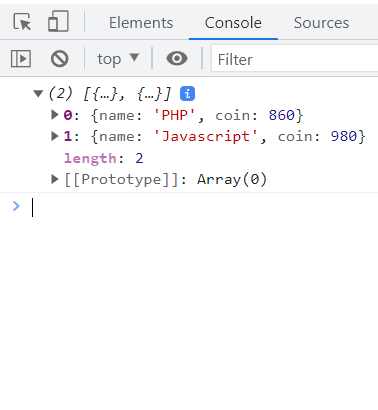 Elements Console Sources
top ▼ Filter
▼ (2) [{…}, {…}] i
▶ 0: {name: 'PHP', coin: 860}
▶ 1: {name: 'Javascript', coin: 980}
length: 2
▶ [[Prototype]]: Array(0)
>